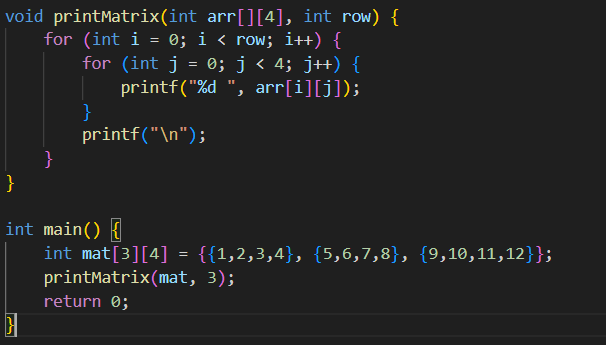 void printMatrix(int arr[][4], int row) {
    for (int i = 0; i < row; i++) {
        for (int j = 0; j < 4; j++) {
            printf("%d ", arr[i][j]);
        }
        printf("\n");
    }
}

int main() {
    int mat[3][4] = {{1,2,3,4}, {5,6,7,8}, {9,10,11,12}};
    printMatrix(mat, 3);
    return 0;
}